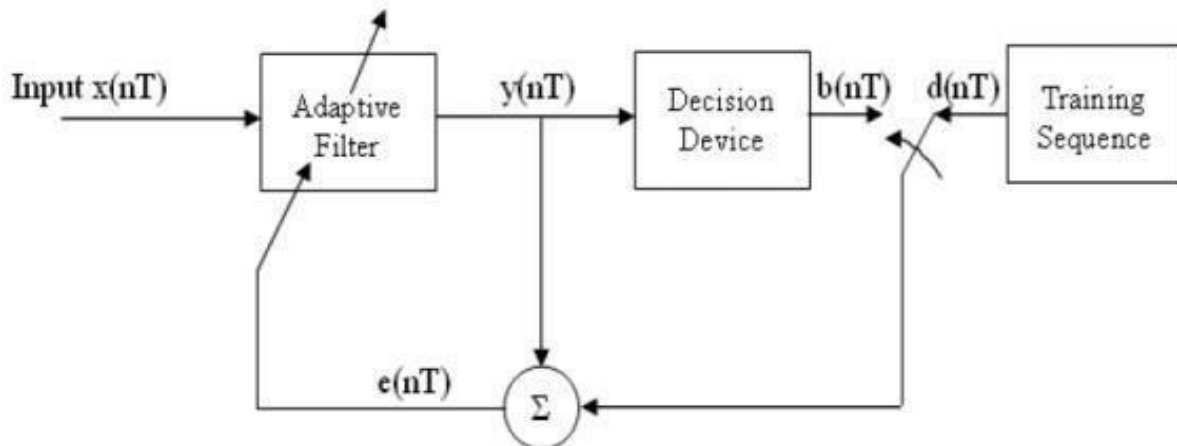 Input x(nT)
Adaptive
Filter
y(nT)
Decision
Device
b(nT)
d(nT)
Training
Sequence
e(nT)
Σ